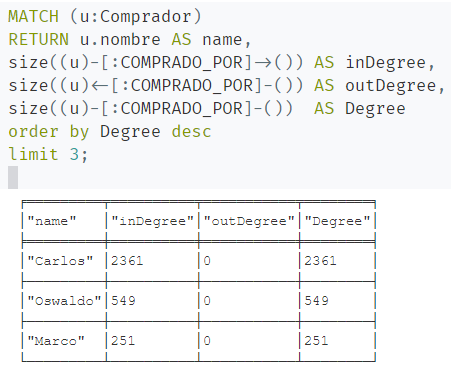 MATCH (u:Comprador)
RETURN u.nombre AS name,
size((u)-[:COMPRADO_POR]->()) AS inDegree,
size((u)<-[:COMPRADO_POR]-()) AS outDegree,
size((u)-[:COMPRADO_POR]-())  AS Degree
order by Degree desc
limit 3;
"name" "inDegree" "outDegree" "Degree"
"Carlos" 2361 0 2361
"Oswaldo" 549 0 549
"Marco" 251 0 251